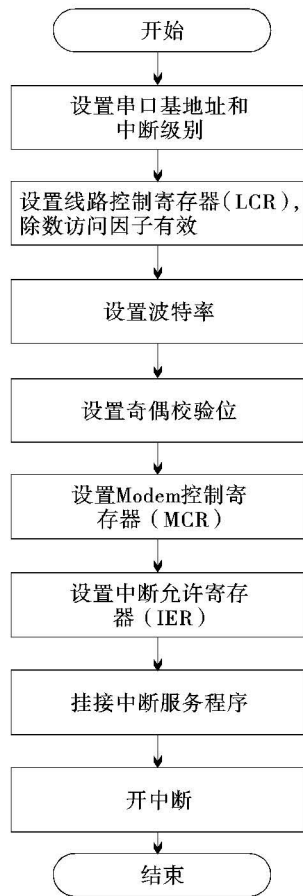 开始
设置串口基地址和
中断级别
设置线路控制寄存器(LCR),
除数访问因子有效
设置波特率
设置奇偶校验位
设置Modem控制寄
存器（MCR）
设置中断允许寄存
器（IER）
挂接中断服务程序
开中断
结束